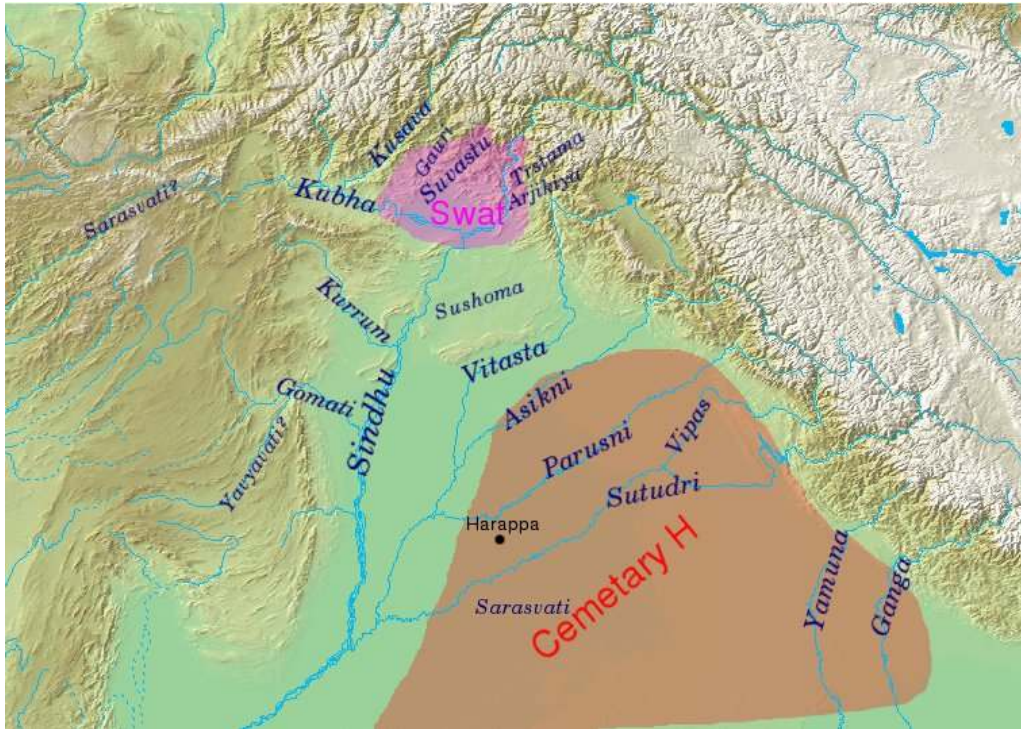 Kusava
Gauri
Suvastu
Trstama
Arjikiya
Kubha
Sarasvati?
Swat
Kurrum
Sushoma
Vitasta
Gomati
Sindhu
Asikni
Yavyavati?
Parusni
Vipas
Sutudri
Harappa
Cemetary H
Sarasvati
Yamuna
Ganga